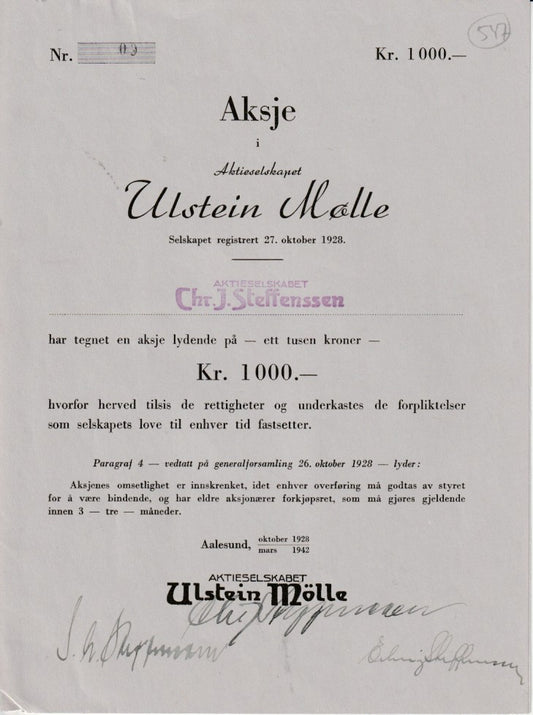 547
Nr. 09 Kr. 1000.—
Aksje
i
Aktieselskapet
Ulstein Mølle
Selskapet registrert 27. oktober 1928.
AKTIESELSKABET
Chr. J. Steffenssen
har tegnet en aksje lydende på — ett tusen kroner —
Kr. 1000.—
hvorfor herved tilsis de rettigheter og underkastes de forpliktelser
som selskapets love til enhver tid fastsetter.
Paragraf 4 — vedtatt på generalforsamling 26. oktober 1928 — lyder:
Aksjenes omsetlighet er innskrenket, idet enhver overføring må godtas av styret
for å være bindende, og har eldre aksjonærer forkjøpsret, som må gjøres gjeldende
innen 3 — tre — måneder.
Aalesund, oktober 1928
mars 1942
AKTIESELSKABET
Ulstein Mölle